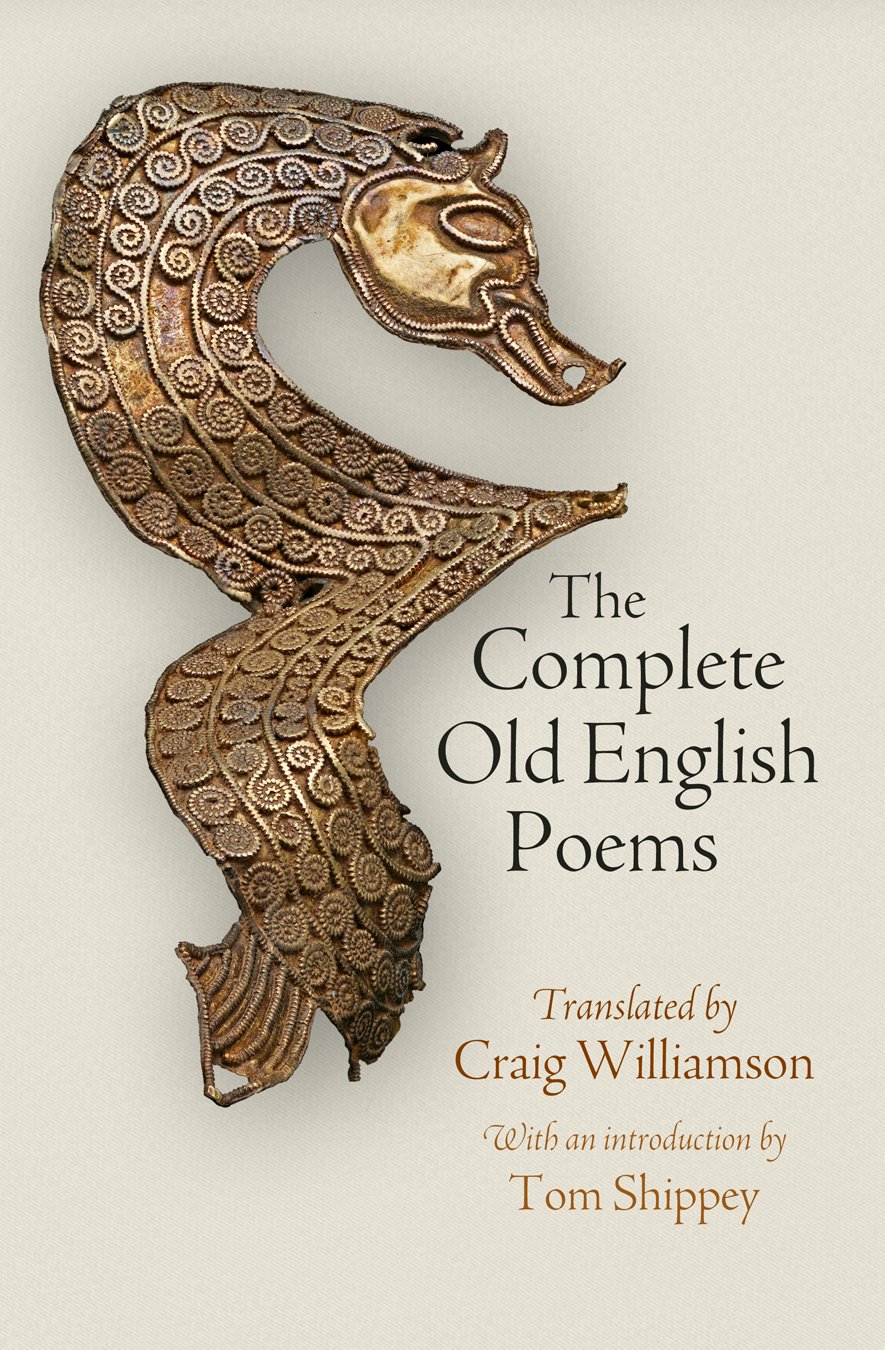 The
Complete
Old English
Poems
Translated by
Craig Williamson
With an introduction by
Tom Shippey